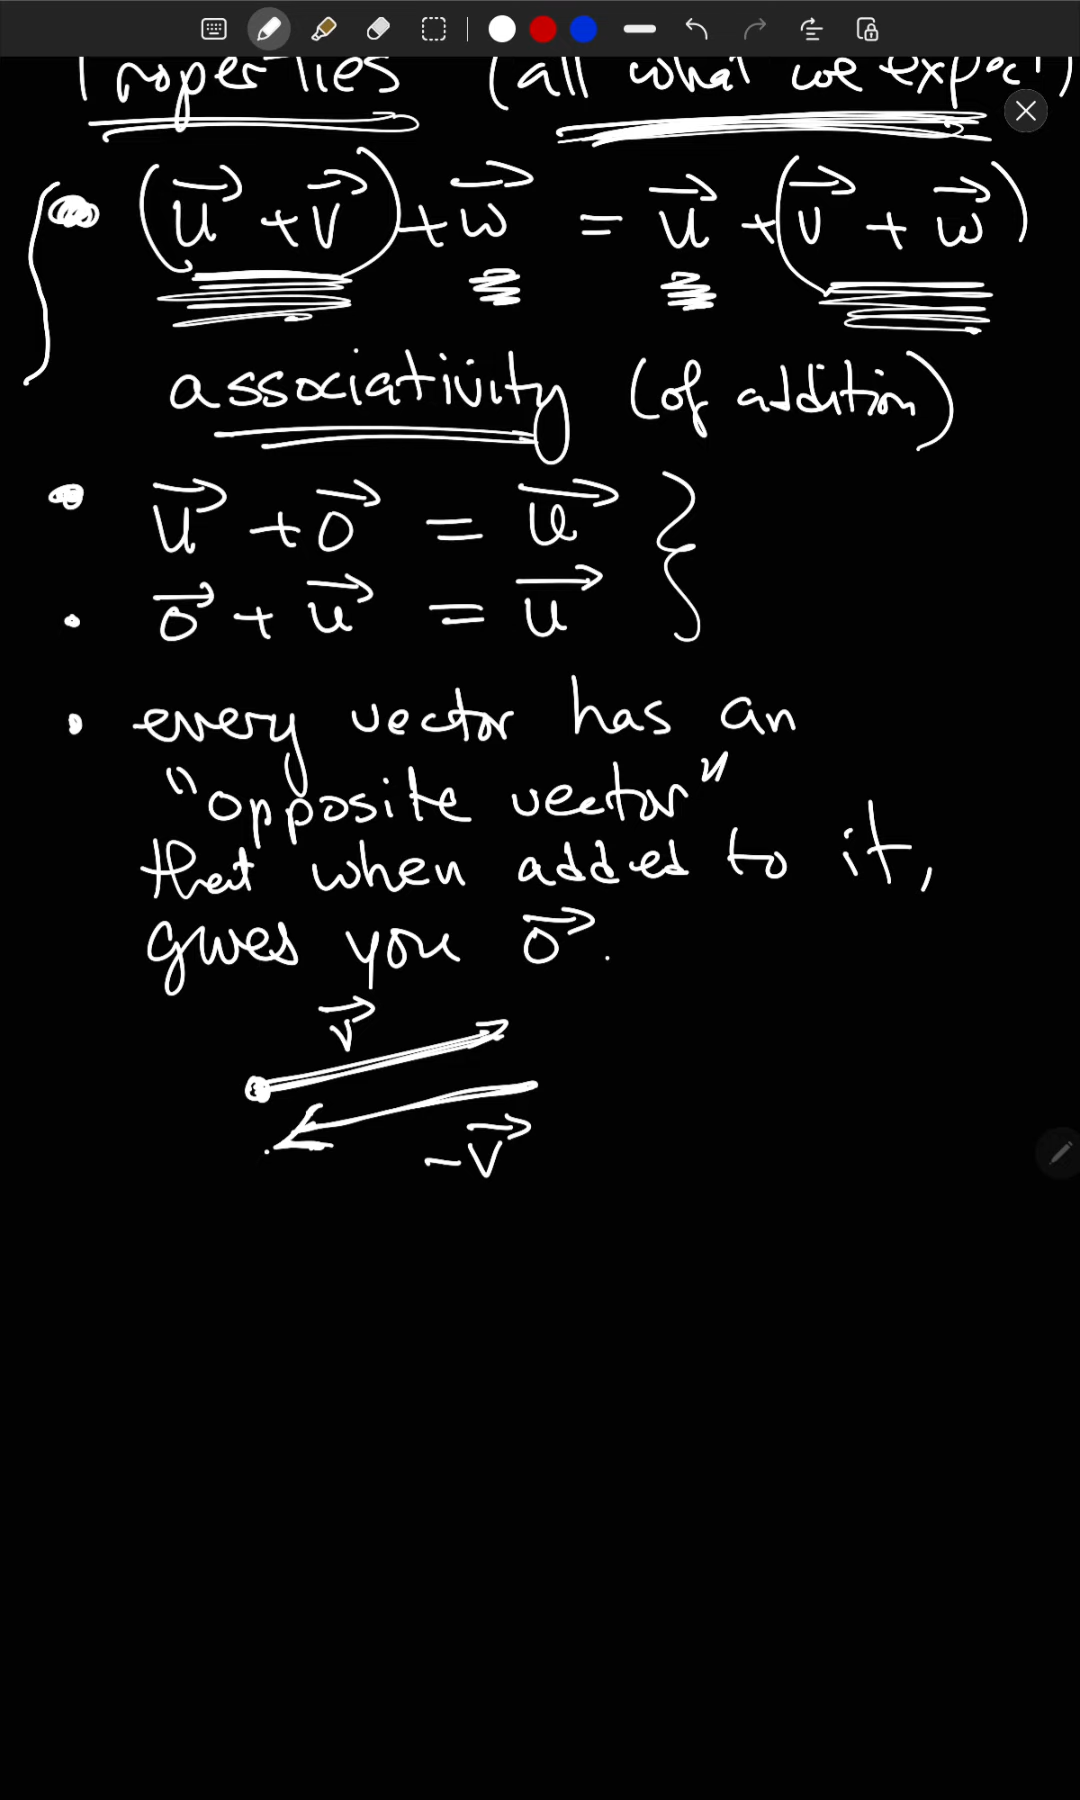 Properties (all what we expect)
• (u⃗ + v⃗) + w⃗ = u⃗ + (v⃗ + w⃗)
associativity (of addition)
• u⃗ + 0⃗ = u⃗ }
• 0⃗ + u⃗ = u⃗
• every vector has an
"opposite vector"
that when added to it,
gives you 0⃗.
v⃗
-v⃗